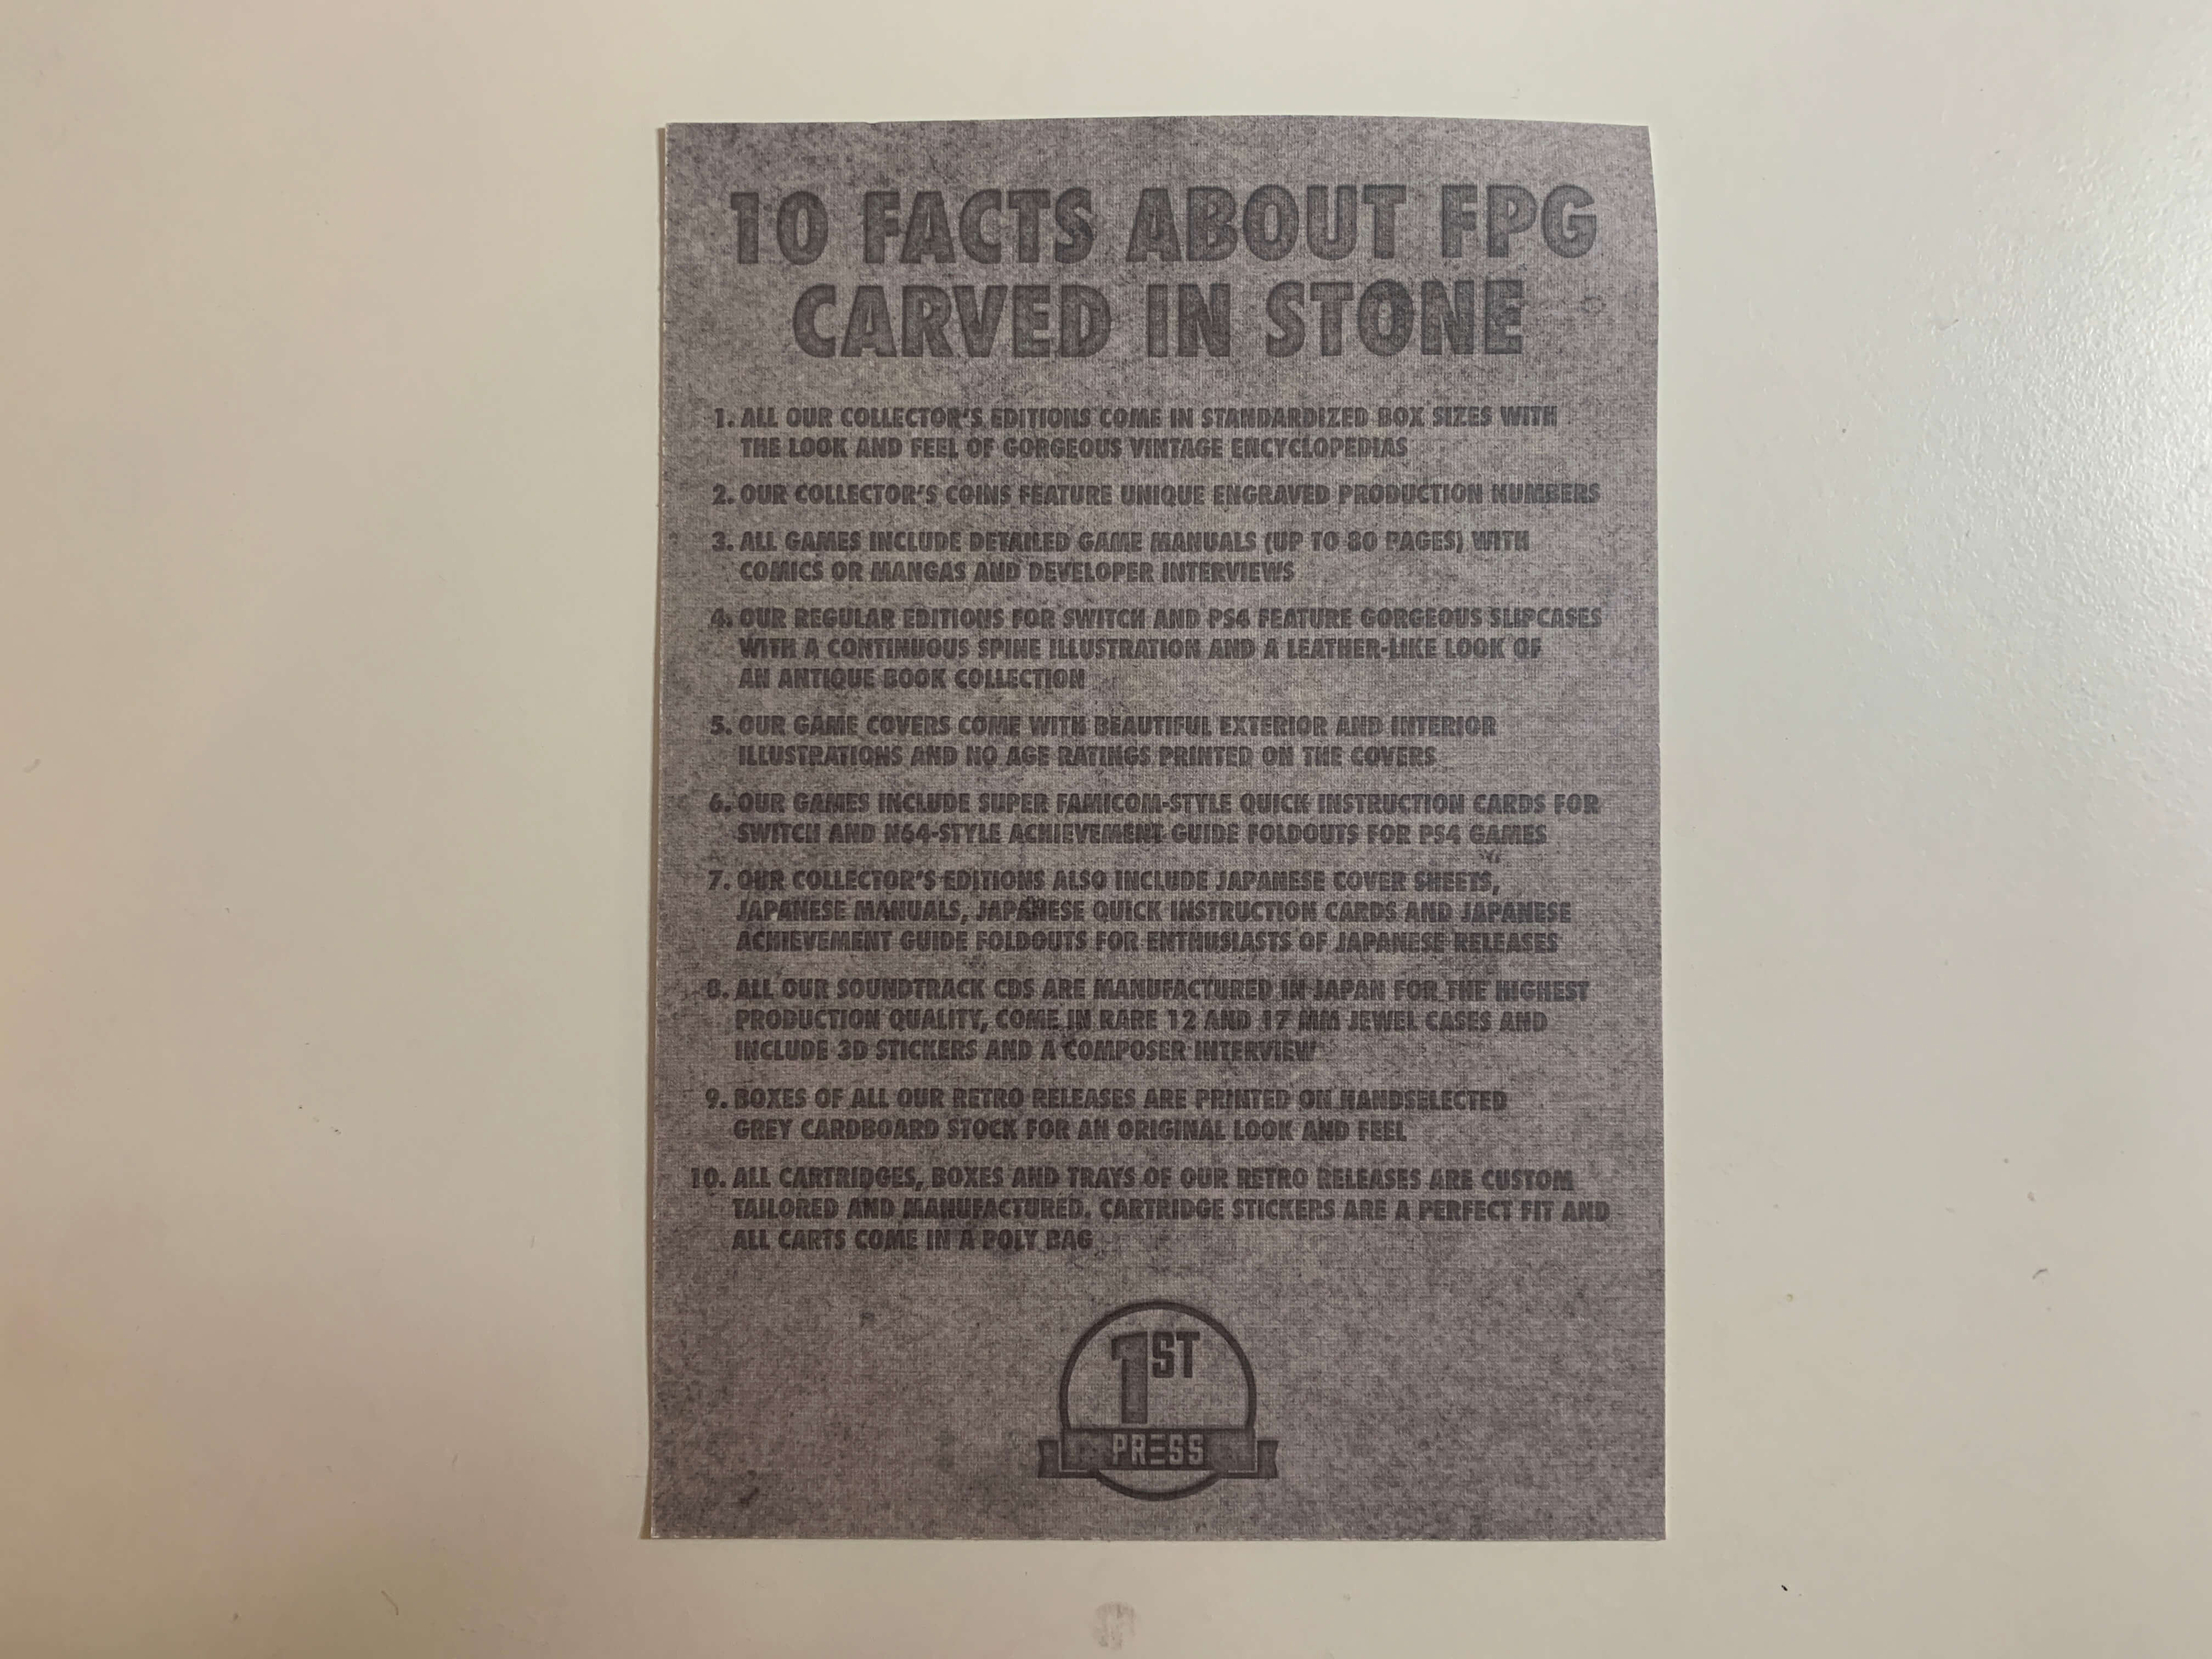 10 FACTS ABOUT FPG
CARVED IN STONE
1. ALL OUR COLLECTOR'S EDITIONS COME IN STANDARDIZED BOX SIZES WITH
THE LOOK AND FEEL OF GORGEOUS VINTAGE ENCYCLOPEDIAS
2. OUR COLLECTOR'S COINS FEATURE UNIQUE ENGRAVED PRODUCTION NUMBERS
3. ALL GAMES INCLUDE DETAILED GAME MANUALS (UP TO 80 PAGES) WITH
COMICS OR MANGAS AND DEVELOPER INTERVIEWS
4. OUR REGULAR EDITIONS FOR SWITCH AND PS4 FEATURE GORGEOUS SLIPCASES
WITH A CONTINUOUS SPINE ILLUSTRATION AND A LEATHER-LIKE LOOK OF
AN ANTIQUE BOOK COLLECTION
5. OUR GAME COVERS COME WITH BEAUTIFUL EXTERIOR AND INTERIOR
ILLUSTRATIONS AND NO AGE RATINGS PRINTED ON THE COVERS
6. OUR GAMES INCLUDE SUPER FAMICOM-STYLE QUICK INSTRUCTION CARDS FOR
SWITCH AND N64-STYLE ACHIEVEMENT GUIDE FOLDOUTS FOR PS4 GAMES
7. OUR COLLECTOR'S EDITIONS ALSO INCLUDE JAPANESE COVER SHEETS,
JAPANESE MANUALS, JAPANESE QUICK INSTRUCTION CARDS AND JAPANESE
ACHIEVEMENT GUIDE FOLDOUTS FOR ENTHUSIASTS OF JAPANESE RELEASES
8. ALL OUR SOUNDTRACK CDS ARE MANUFACTURED IN JAPAN FOR THE HIGHEST
PRODUCTION QUALITY, COME IN RARE 12 AND 17 MM JEWEL CASES AND
INCLUDE 3D STICKERS AND A COMPOSER INTERVIEW
9. BOXES OF ALL OUR RETRO RELEASES ARE PRINTED ON HANDSELECTED
GREY CARDBOARD STOCK FOR AN ORIGINAL LOOK AND FEEL
10. ALL CARTRIDGES, BOXES AND TRAYS OF OUR RETRO RELEASES ARE CUSTOM
TAILORED AND MANUFACTURED. CARTRIDGE STICKERS ARE A PERFECT FIT AND
ALL CARTS COME IN A POLY BAG
1ST
PRESS